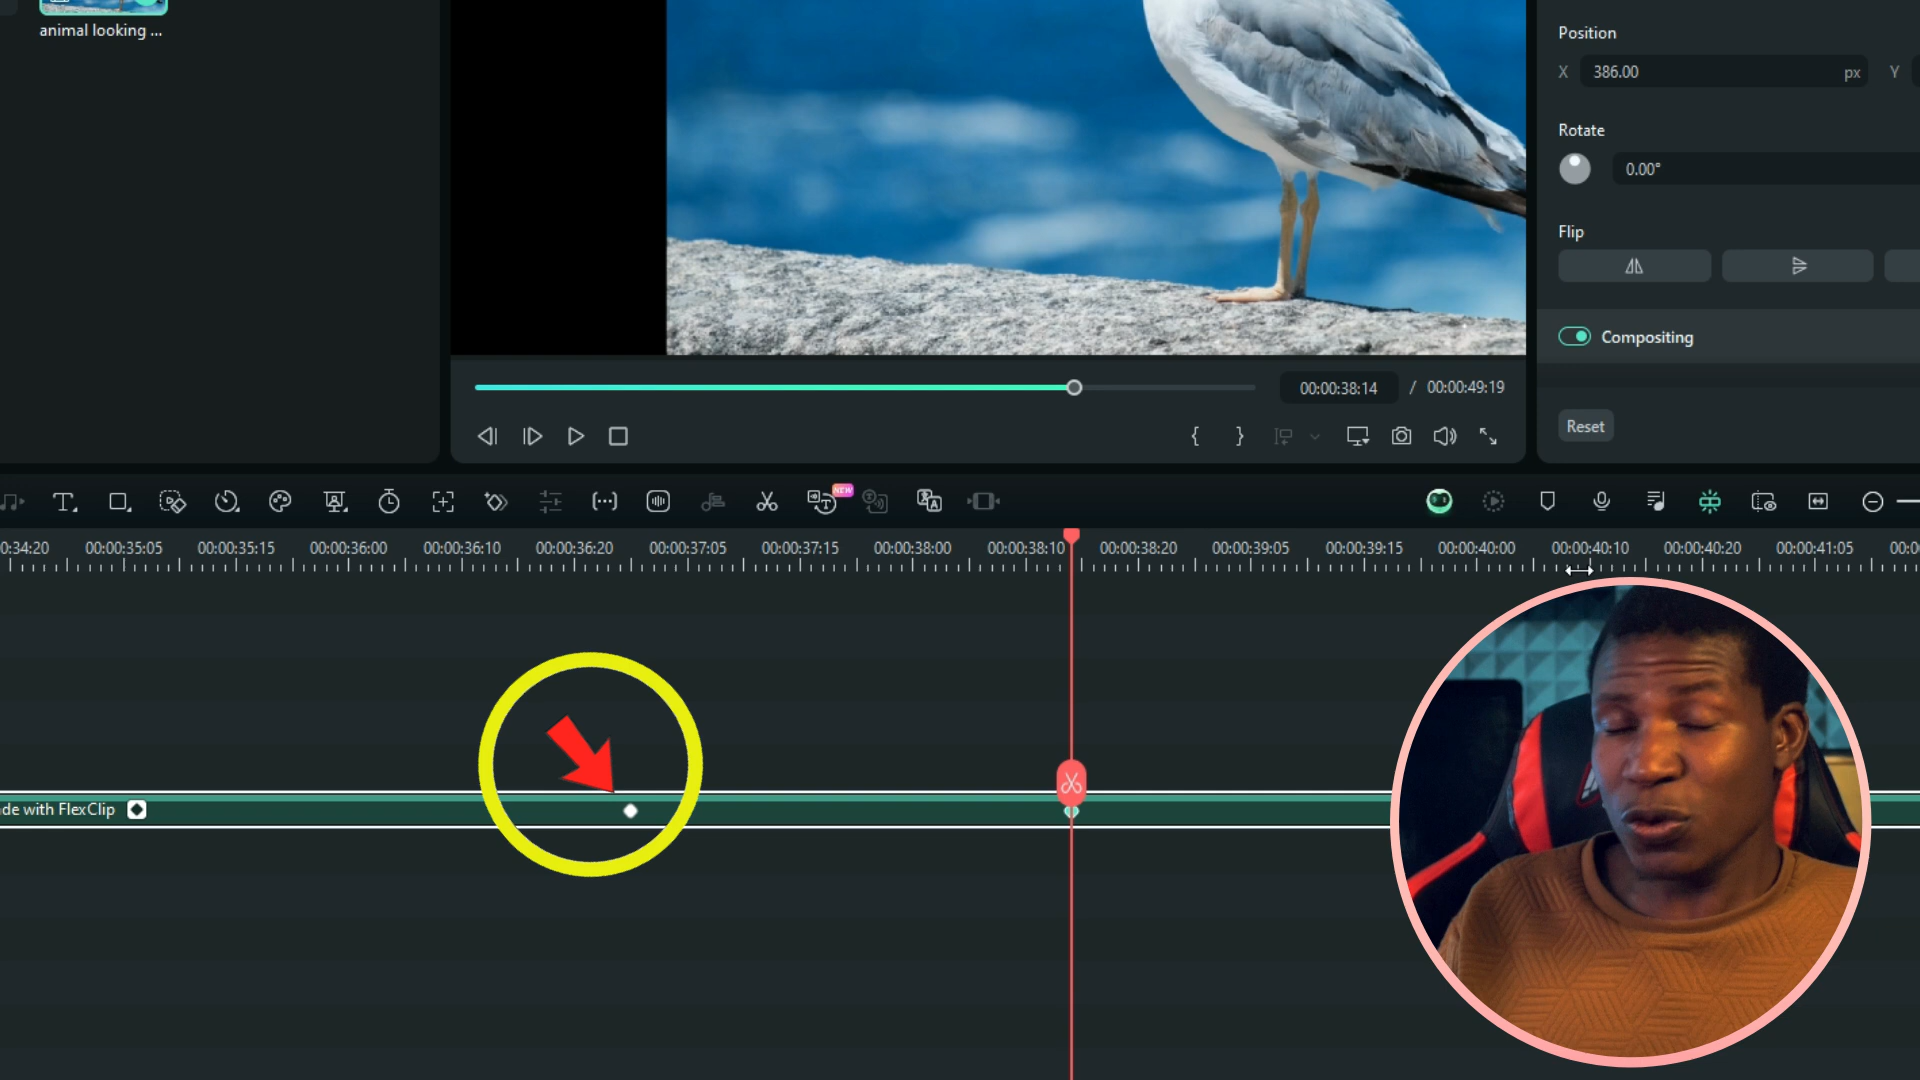 animal looking ...
Position
X 386.00 px Y
Rotate
0.00°
Flip
Compositing
00:00:38:14 / 00:00:49:19
Reset
NEW
0:34:20 00:00:35:05 00:00:35:15 00:00:36:00 00:00:36:10 00:00:36:20 00:00:37:05 00:00:37:15 00:00:38:00 00:00:38:10 00:00:38:20 00:00:39:05 00:00:39:15 00:00:40:00 00:00:40:10 00:00:40:20 00:00:41:05 00:0
de with FlexClip